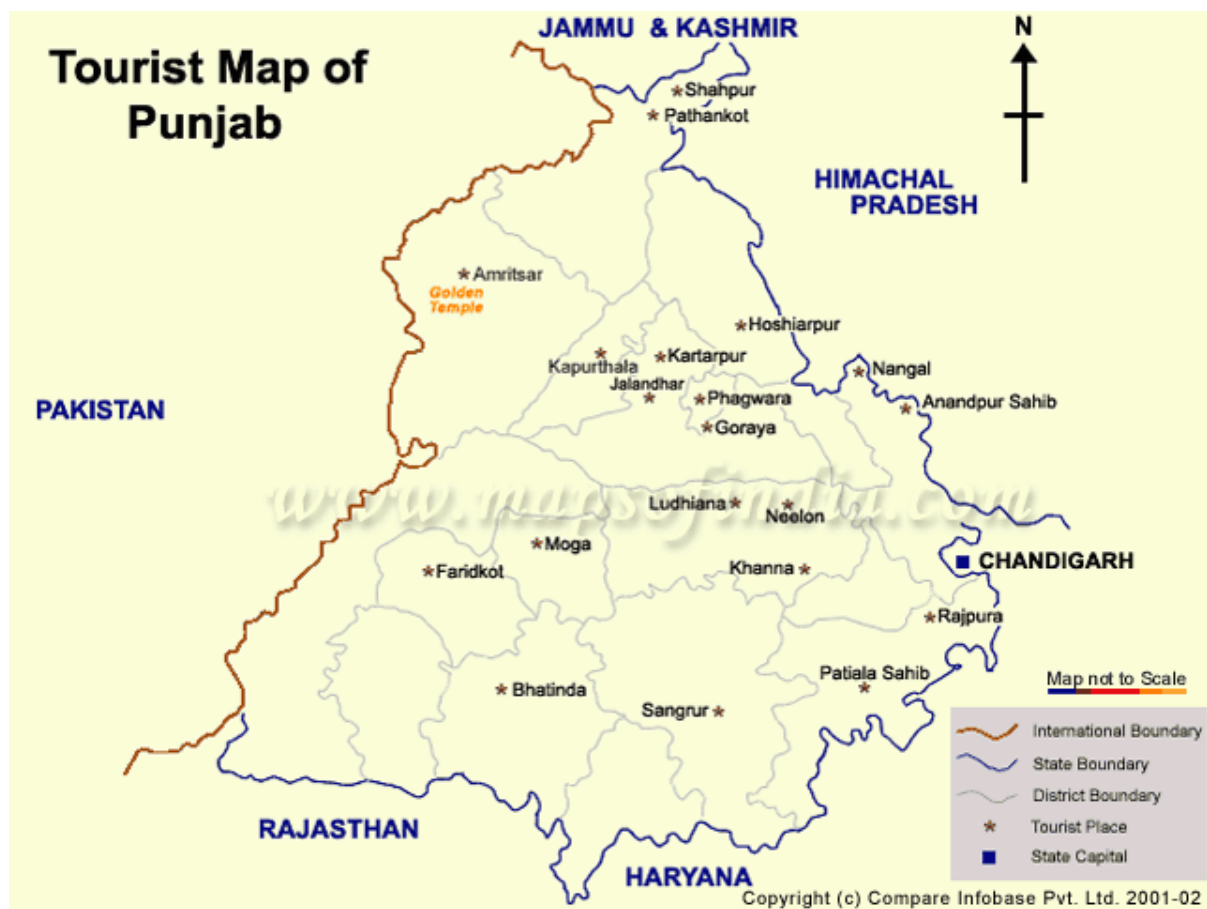 JAMMU & KASHMIR
Tourist Map of
Punjab
N
Shahpur
Pathankot
HIMACHAL
PRADESH
Amritsar
Golden
Temple
Hoshiarpur
Kapurthala
Kartarpur
Nangal
Jalandhar
Phagwara
Anandpur Sahib
PAKISTAN
Goraya
www.mapsofindia.com
Ludhiana
Neelon
Moga
Faridkot
Khanna
CHANDIGARH
Rajpura
Patiala Sahib
Bhatinda
Sangrur
Map not to Scale
International Boundary
State Boundary
District Boundary
Tourist Place
State Capital
RAJASTHAN
HARYANA
Copyright (c) Compare Infobase Pvt. Ltd. 2001-02